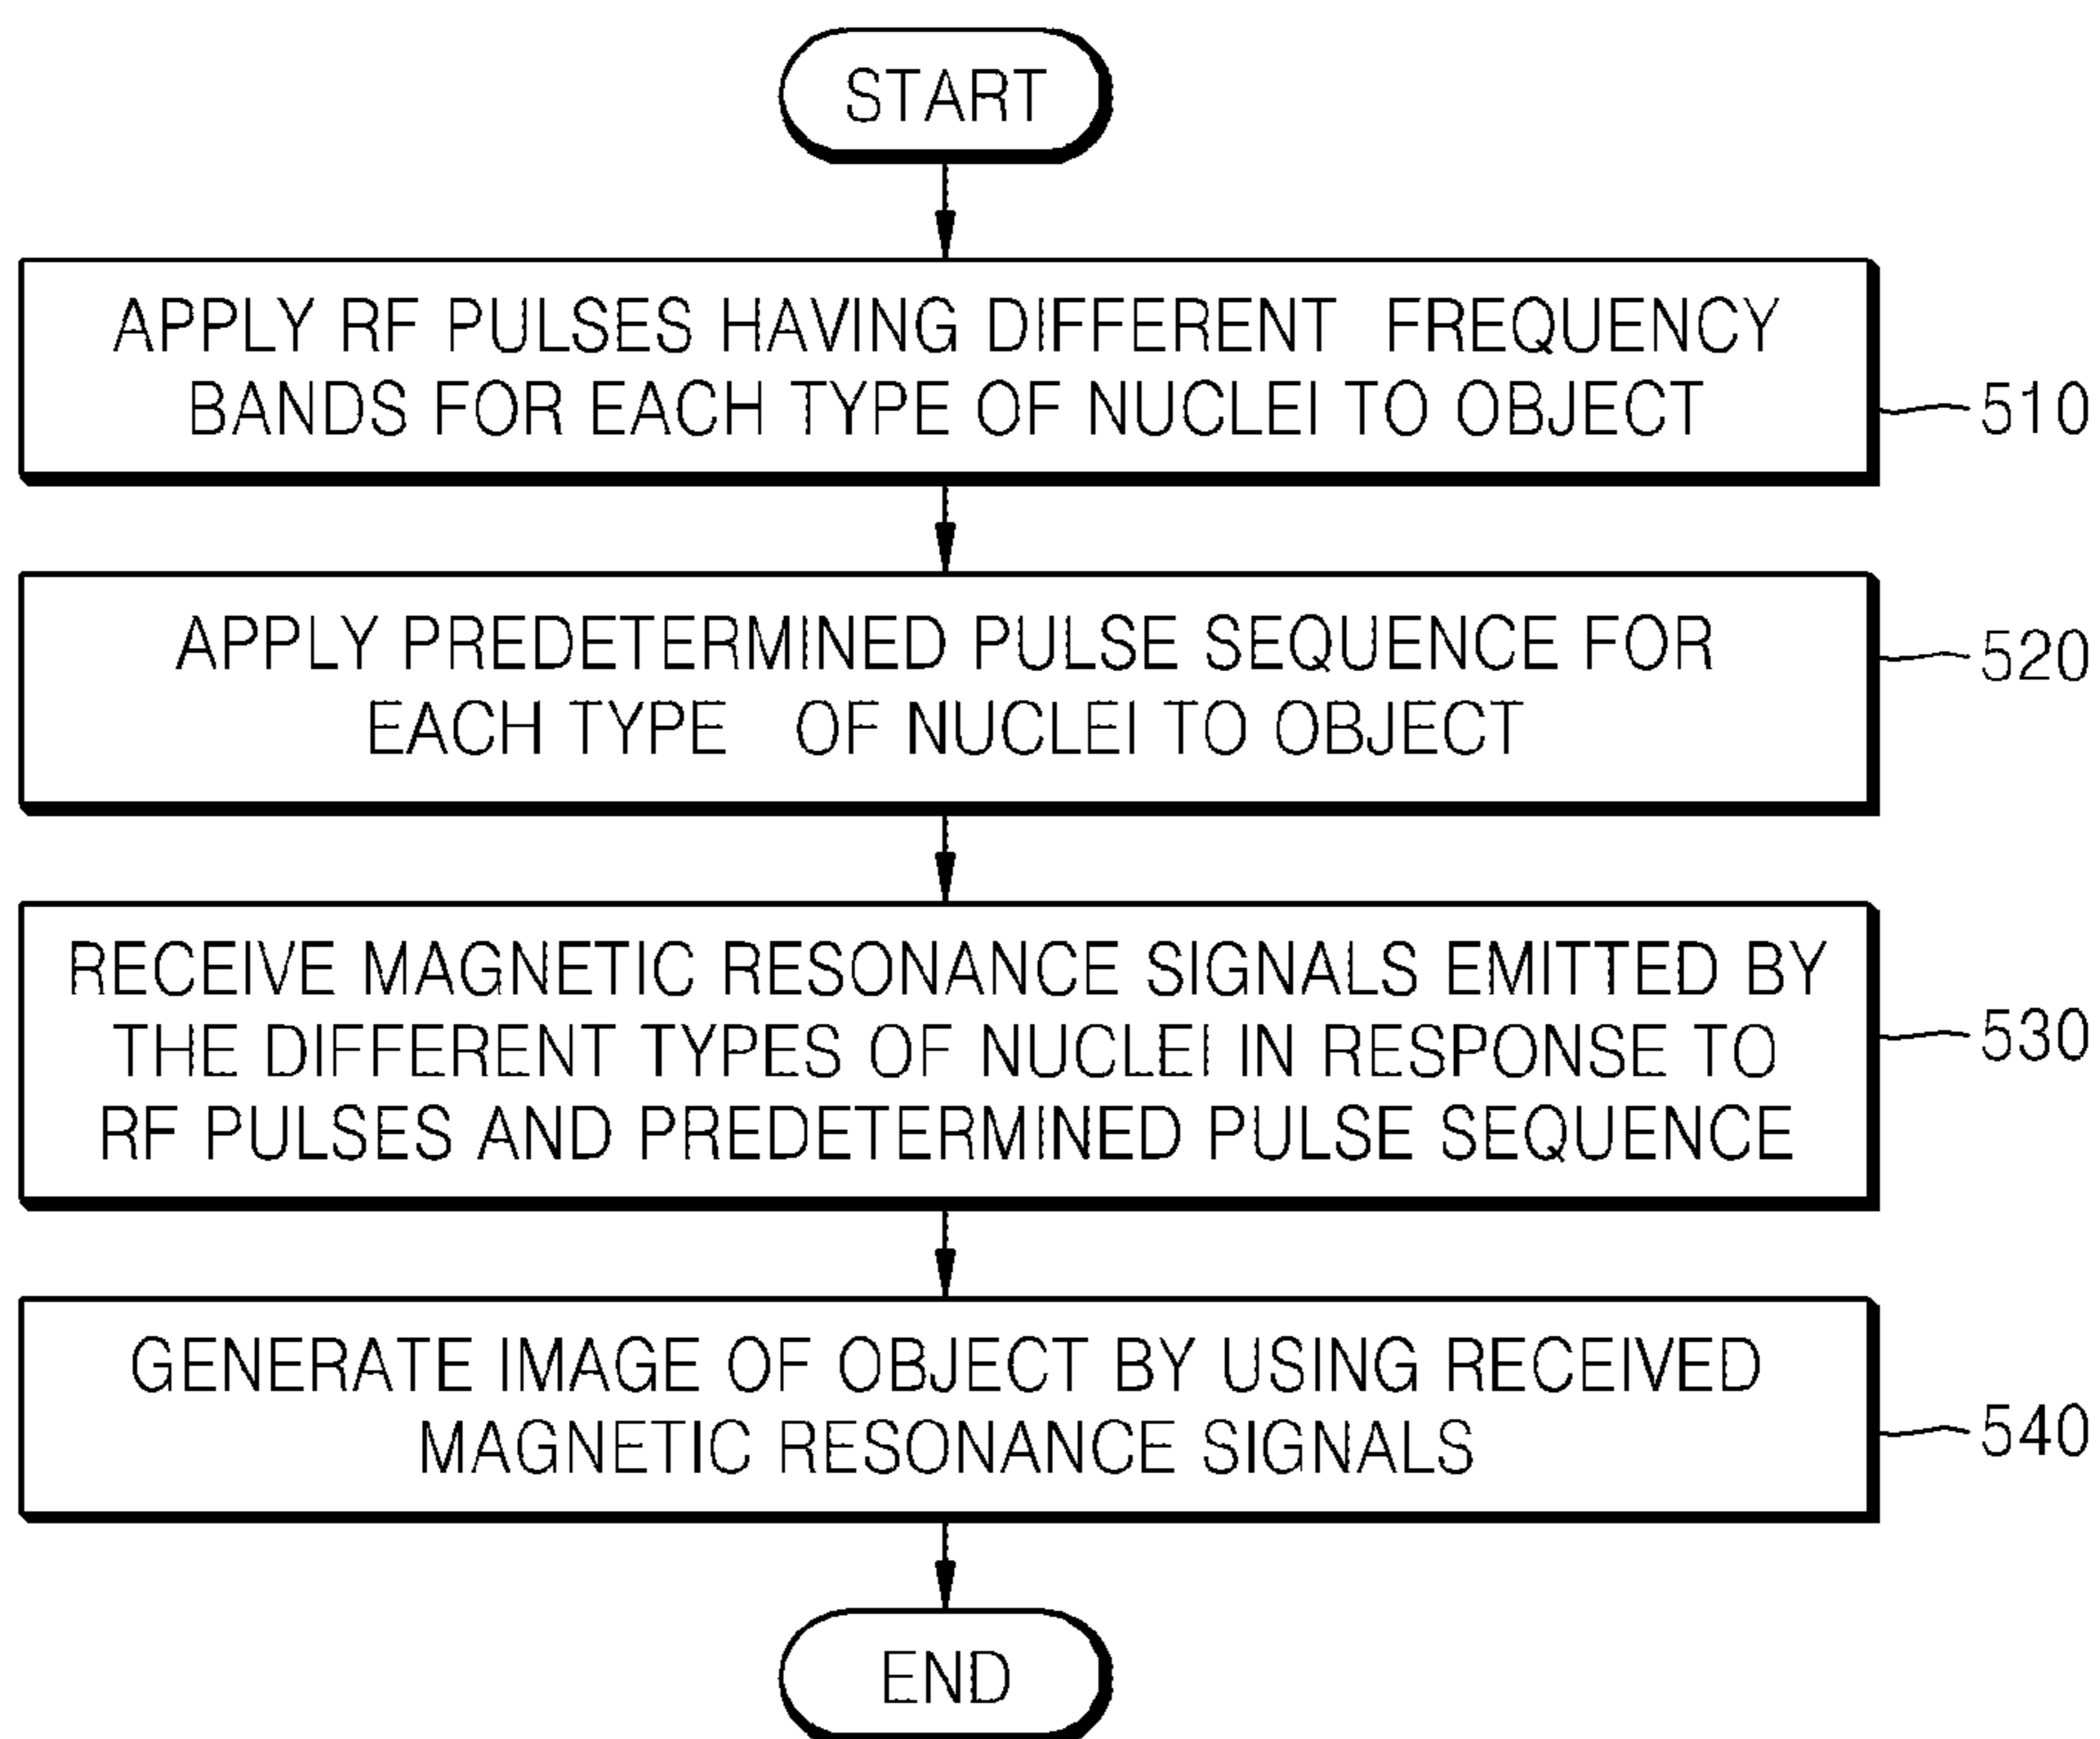 START
APPLY RF PULSES HAVING DIFFERENT FREQUENCY
BANDS FOR EACH TYPE OF NUCLEI TO OBJECT
510
APPLY PREDETERMINED PULSE SEQUENCE FOR
EACH TYPE OF NUCLEI TO OBJECT
520
RECEIVE MAGNETIC RESONANCE SIGNALS EMITTED BY
THE DIFFERENT TYPES OF NUCLEI IN RESPONSE TO
RF PULSES AND PREDETERMINED PULSE SEQUENCE
530
GENERATE IMAGE OF OBJECT BY USING RECEIVED
MAGNETIC RESONANCE SIGNALS
540
END